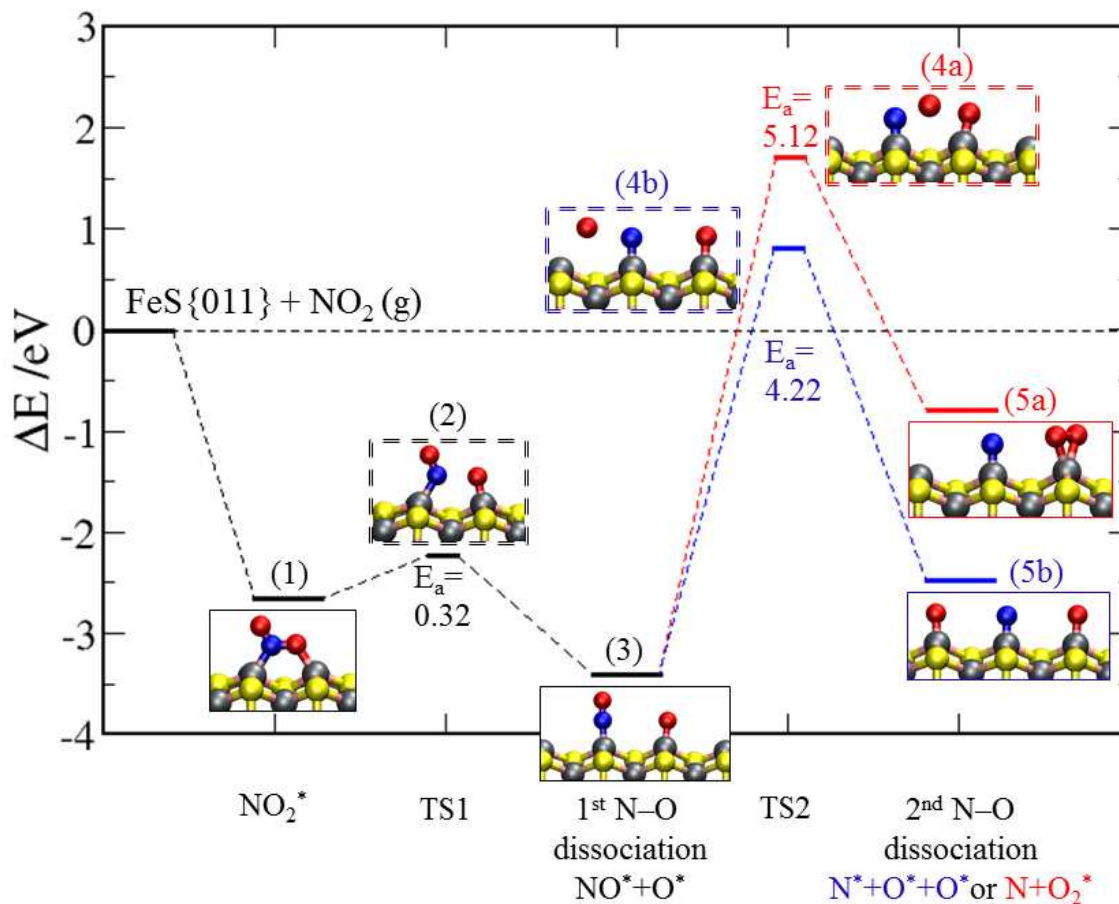 3
2
1
0
-1
-2
-3
-4
ΔE /eV
FeS{011} + NO₂ (g)
(1)
(2)
Eₐ=
0.32
(3)
(4b)
Eₐ=
5.12
(4a)
Eₐ=
4.22
(5a)
(5b)
NO₂*
TS1
1ˢᵗ N–O
dissociation
NO*+O*
TS2
2ⁿᵈ N–O
dissociation
N*+O*+O* or N+O₂*